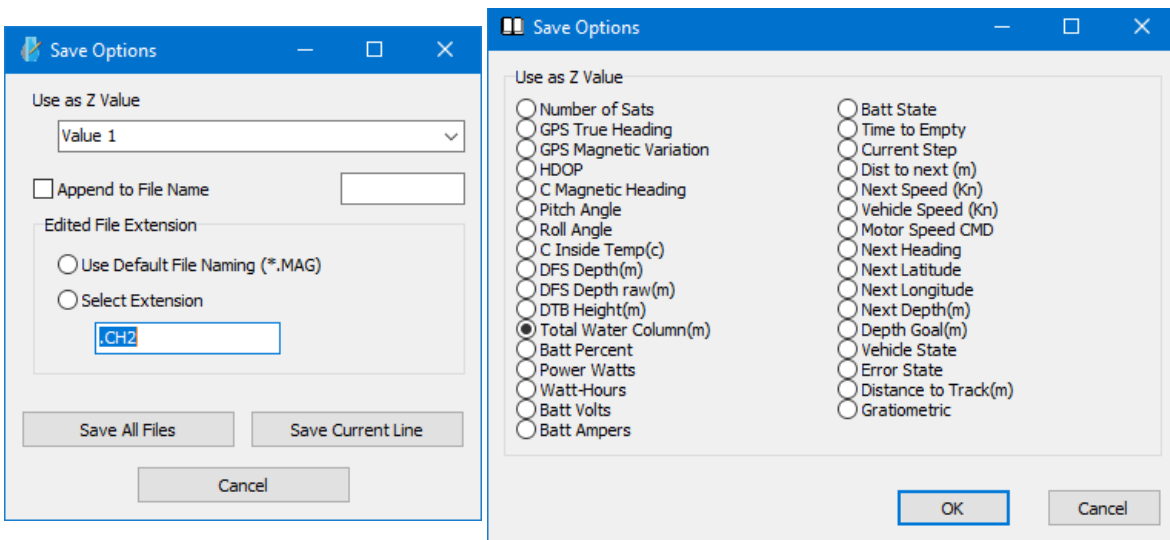 Save Options
Use as Z Value
Value 1
Append to File Name
Edited File Extension
Use Default File Naming (*.MAG)
Select Extension
.CH2
Save All Files
Save Current Line
Cancel
Save Options
Use as Z Value
Number of Sats
GPS True Heading
GPS Magnetic Variation
HDOP
C Magnetic Heading
Pitch Angle
Roll Angle
C Inside Temp(c)
DFS Depth(m)
DFS Depth raw(m)
DTB Height(m)
Total Water Column(m)
Batt Percent
Power Watts
Watt-Hours
Batt Volts
Batt Ampers
Batt State
Time to Empty
Current Step
Dist to next (m)
Next Speed (Kn)
Vehicle Speed (Kn)
Motor Speed CMD
Next Heading
Next Latitude
Next Longitude
Next Depth(m)
Depth Goal(m)
Vehicle State
Error State
Distance to Track(m)
Gratiometric
OK
Cancel